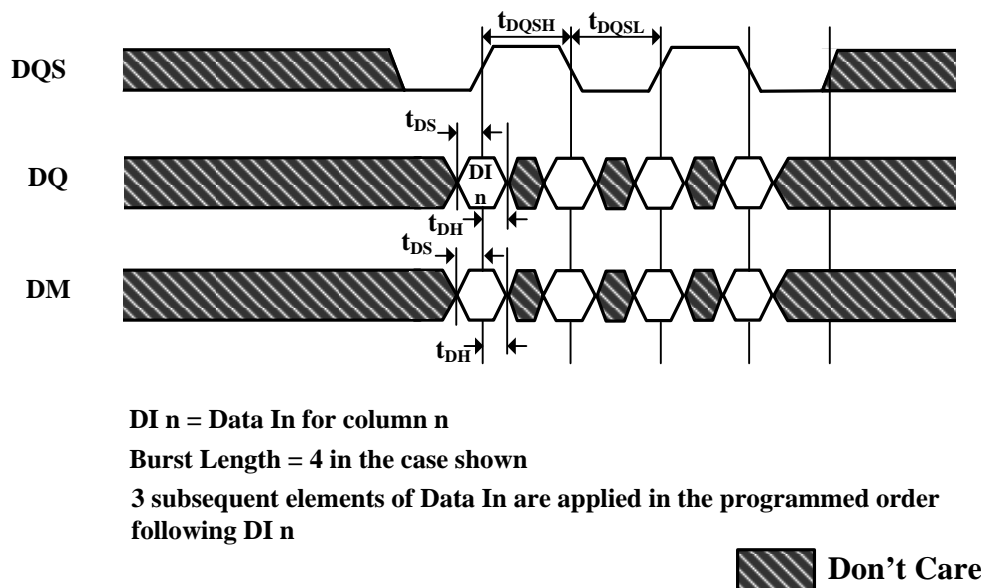 tDQSH tDQSL
DQS
tDS
DQ
DI
n
tDH
tDS
DM
tDH
DI n = Data In for column n
Burst Length = 4 in the case shown
3 subsequent elements of Data In are applied in the programmed order
following DI n
Don't Care